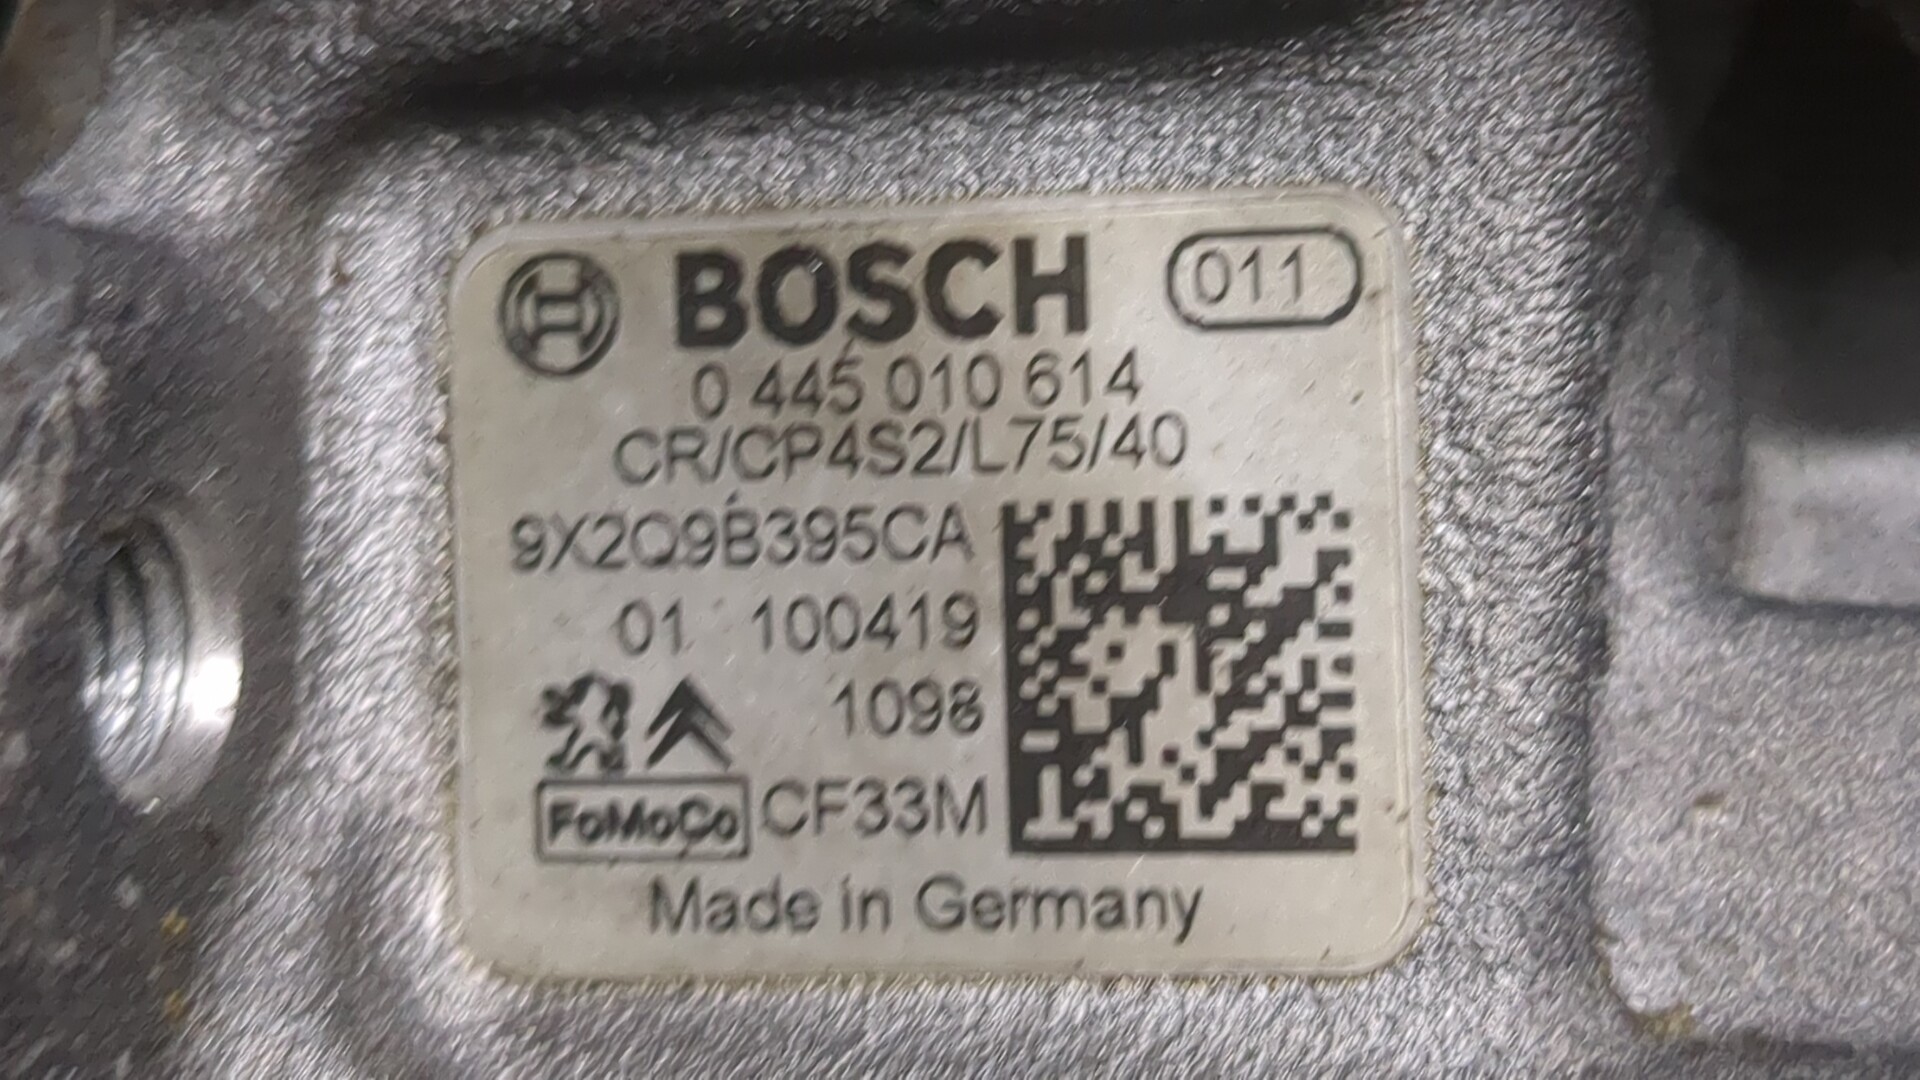 BOSCH 011
0 445 010 614
CR/CP4S2/L75/40
9X2Q9B395CA
01 100419
1098
FoMoCo CF33M
Made in Germany